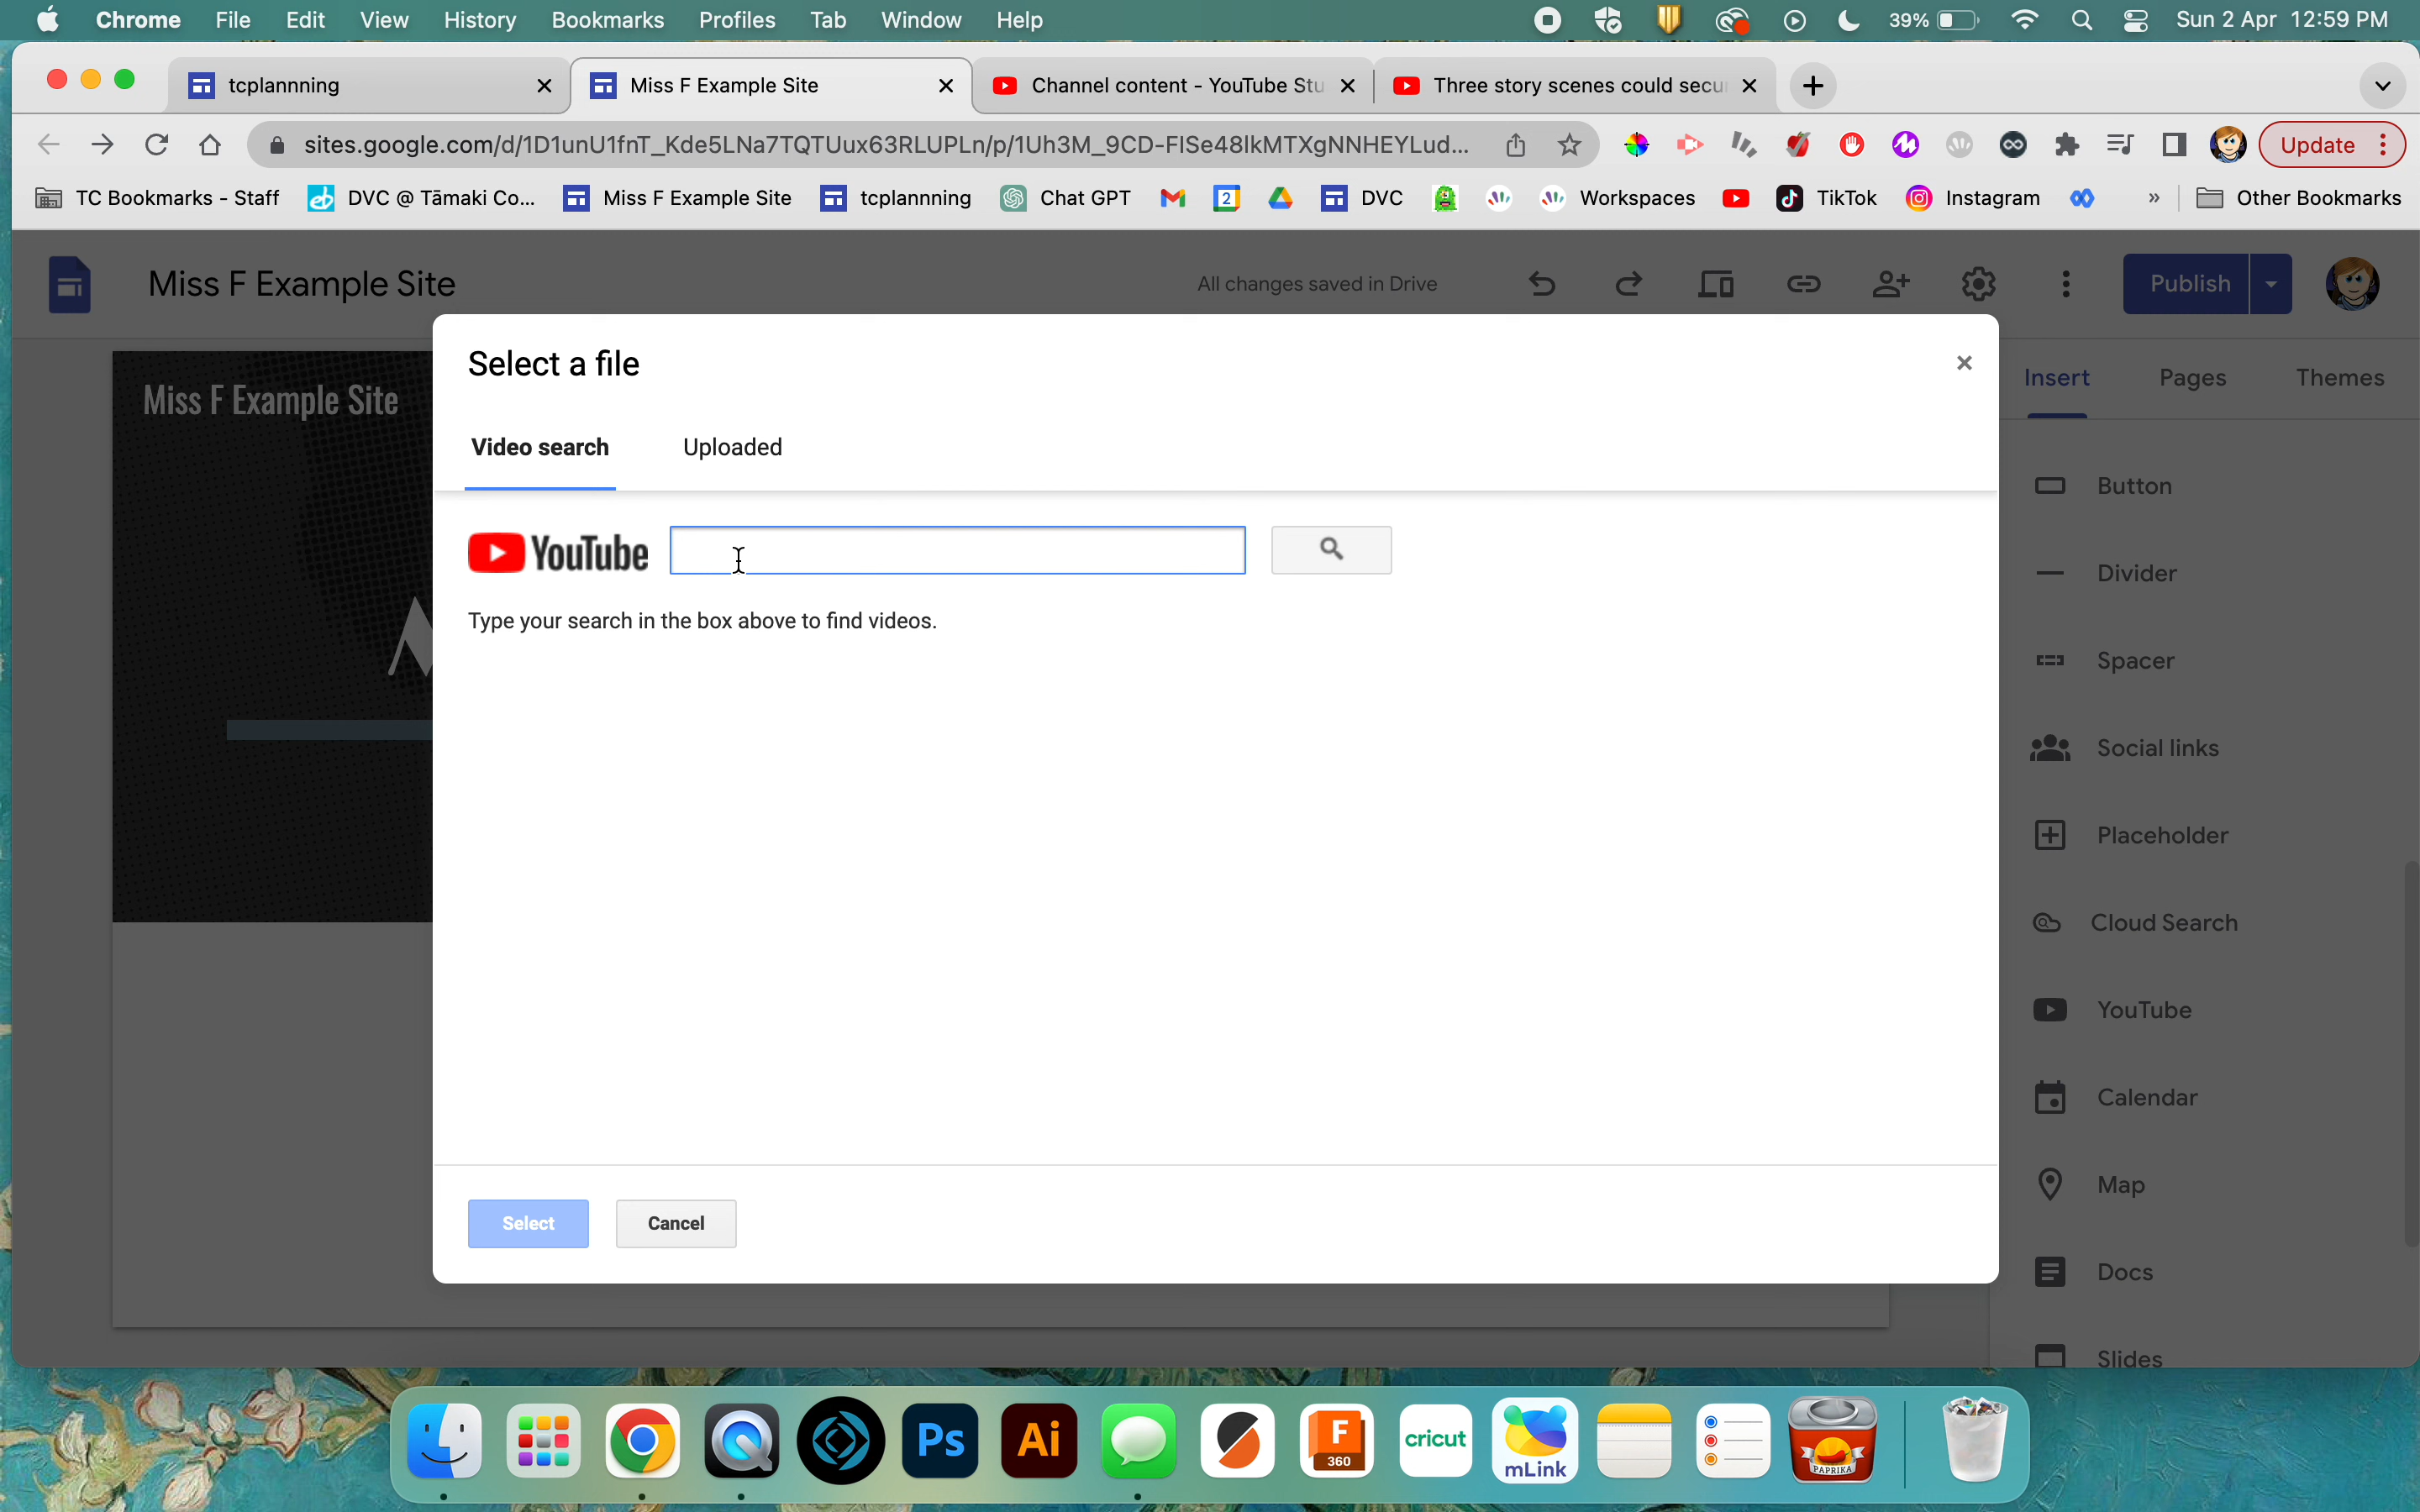 Chrome File Edit View History Bookmarks Profiles Tab Window Help 39% Sun 2 Apr 12:59 PM
tcplannning Miss F Example Site Channel content - YouTube Stu Three story scenes could secu
sites.google.com/d/1D1unU1fnT_Kde5LNa7TQTUux63RLUPLn/p/1Uh3M_9CD-FISe48lkMTXgNNHEYLud... Update
TC Bookmarks - Staff DVC @ Tāmaki Co... Miss F Example Site tcplannning Chat GPT 2 DVC Workspaces TikTok Instagram » Other Bookmarks
Miss F Example Site All changes saved in Drive Publish
Select a file
Insert Pages Themes
Miss F Example Site
Video search Uploaded
Button
YouTube
Divider
Type your search in the box above to find videos.
Spacer
Social links
Placeholder
Cloud Search
YouTube
Calendar
Map
Select Cancel
Docs
Slides
Ps Ai F 360 cricut mLink PAPRIKA